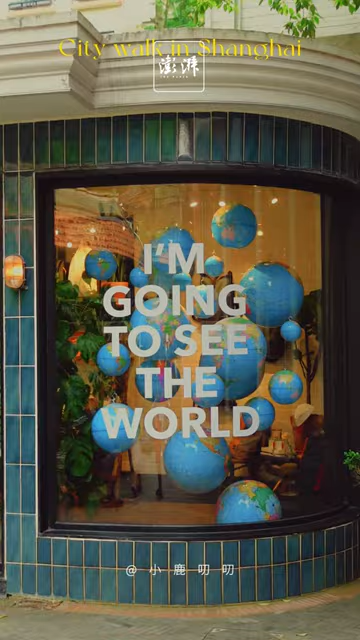 City walk in Shanghai
澎湃
I'M
GOING
TO SEE
THE
WORLD
@小鹿叨叨